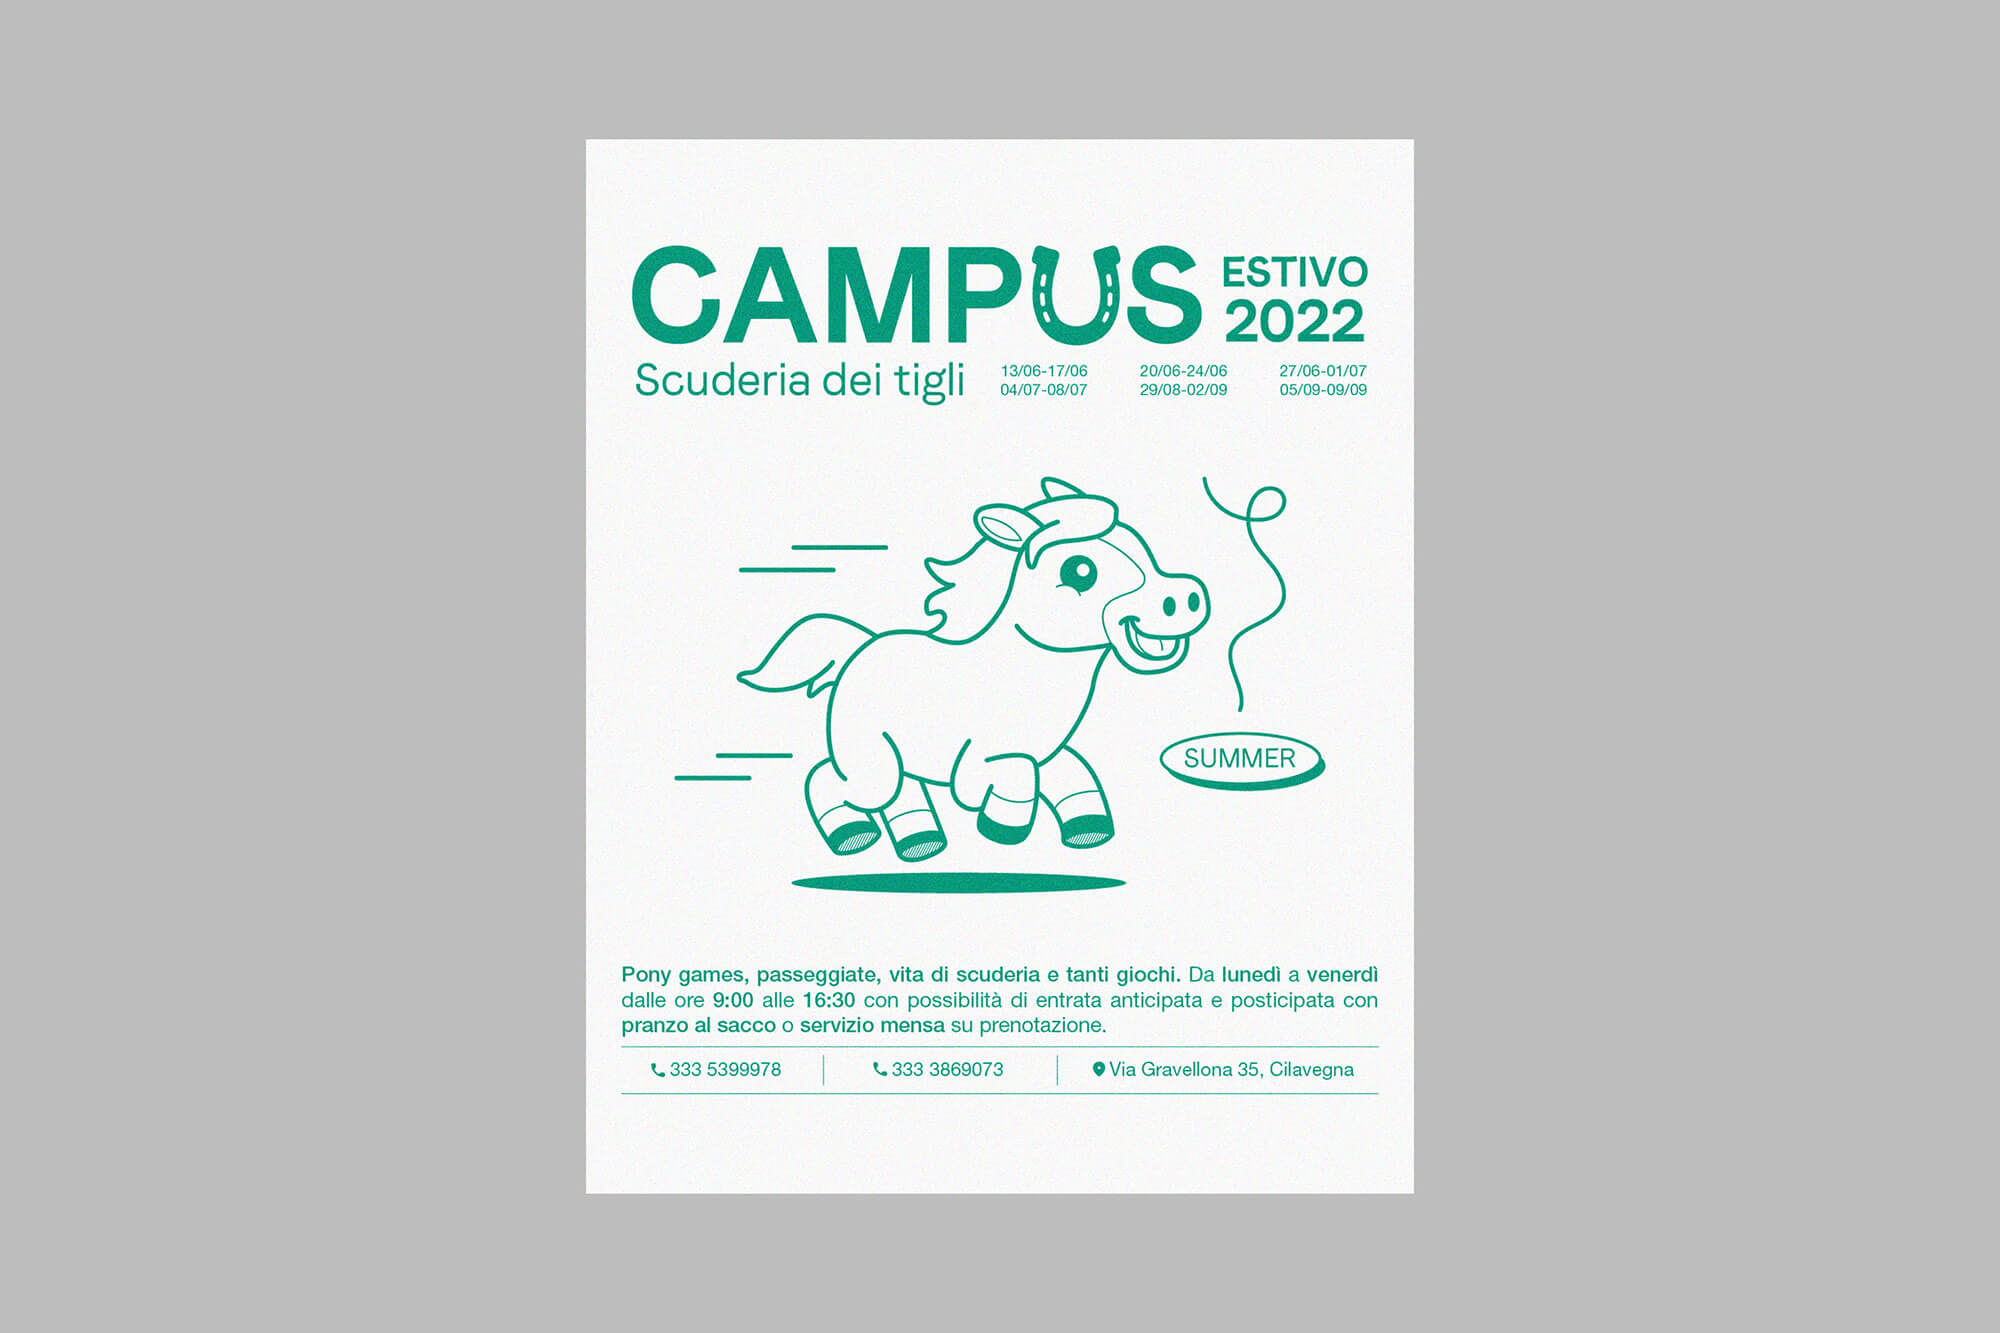 CAMPUS ESTIVO 2022
Scuderia dei tigli
13/06-17/06 20/06-24/06 27/06-01/07
04/07-08/07 29/08-02/09 05/09-09/09
SUMMER
Pony games, passeggiate, vita di scuderia e tanti giochi. Da lunedì a venerdì
dalle ore 9:00 alle 16:30 con possibilità di entrata anticipata e posticipata con
pranzo al sacco o servizio mensa su prenotazione.
333 5399978 333 3869073 Via Gravellona 35, Cilavegna